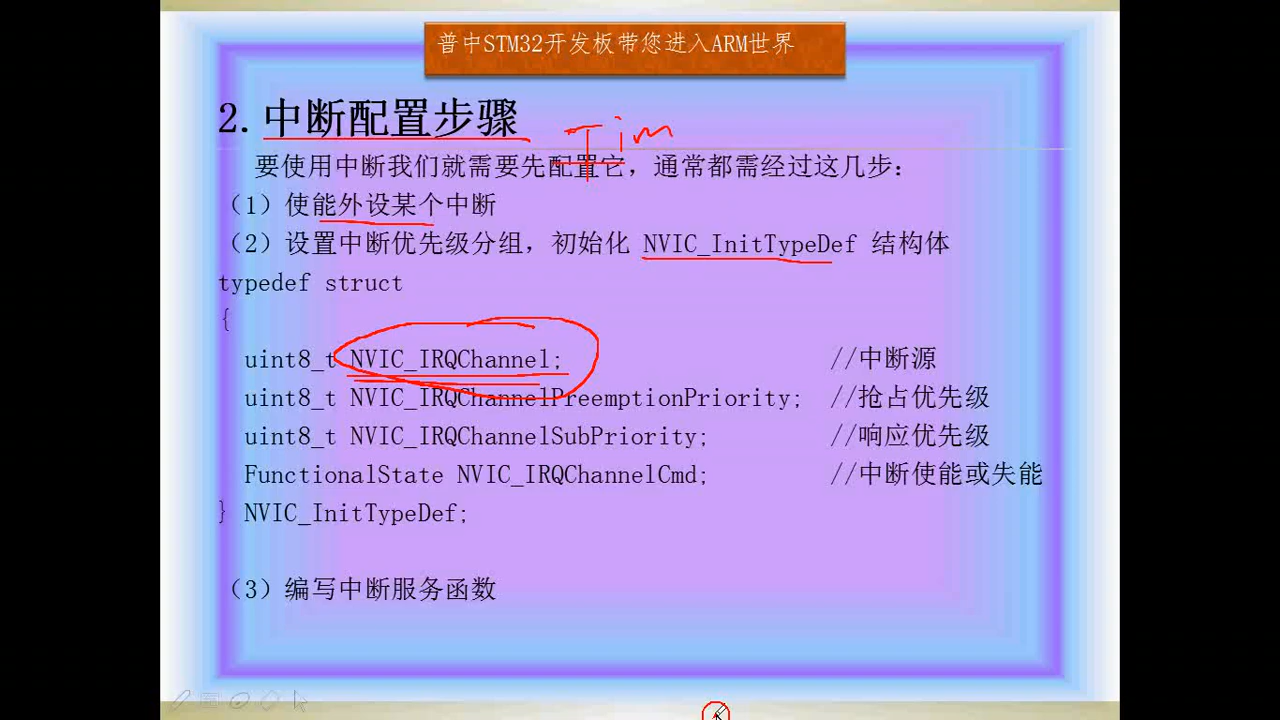 普中STM32开发板带您进入ARM世界
2.中断配置步骤
Tim
要使用中断我们就需要先配置它，通常都需经过这几步：
（1）使能外设某个中断
（2）设置中断优先级分组，初始化 NVIC_InitTypeDef 结构体
typedef struct
{
uint8_t NVIC_IRQChannel; //中断源
uint8_t NVIC_IRQChannelPreemptionPriority; //抢占优先级
uint8_t NVIC_IRQChannelSubPriority; //响应优先级
FunctionalState NVIC_IRQChannelCmd; //中断使能或失能
} NVIC_InitTypeDef;
（3）编写中断服务函数